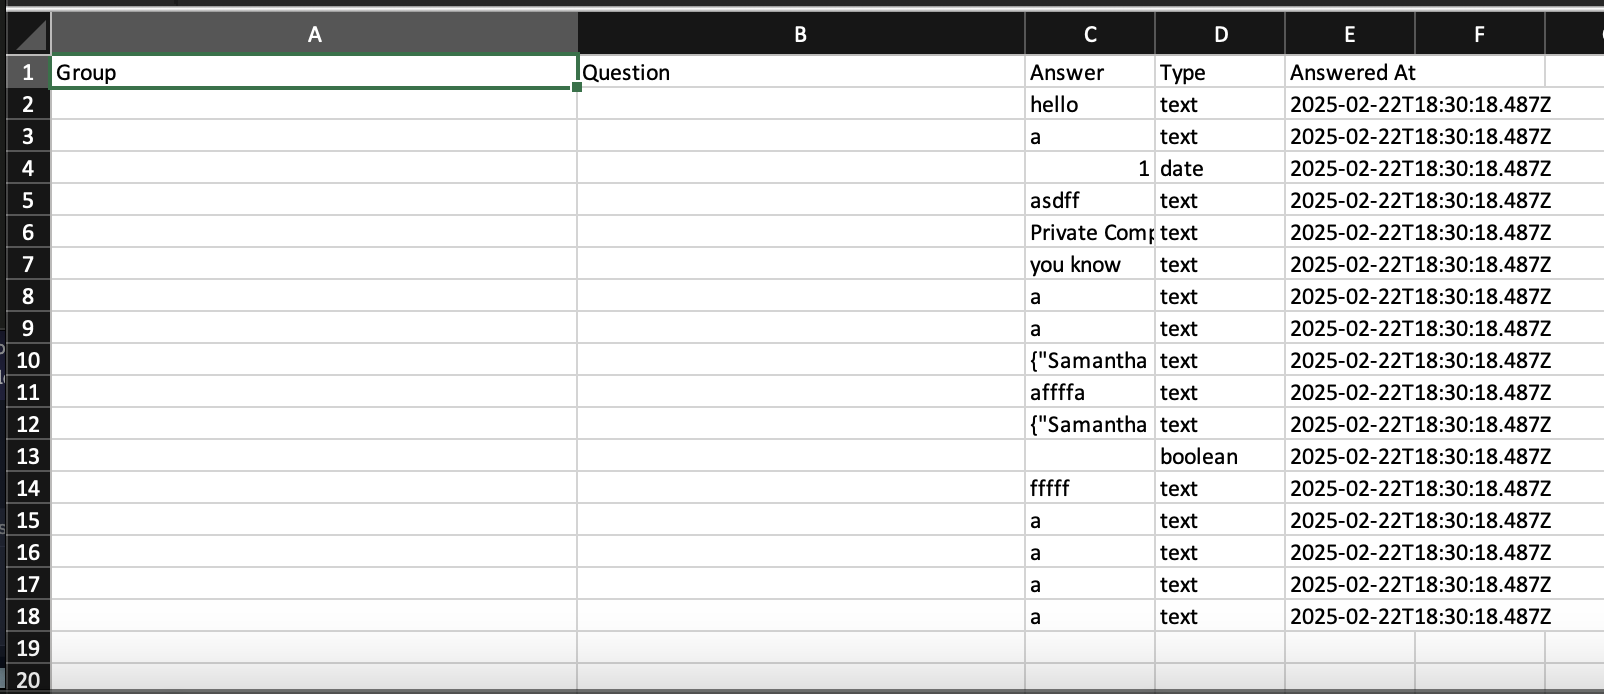 A B C D E F
1 Group Question Answer Type Answered At
2 hello text 2025-02-22T18:30:18.487Z
3 a text 2025-02-22T18:30:18.487Z
4 1 date 2025-02-22T18:30:18.487Z
5 asdff text 2025-02-22T18:30:18.487Z
6 Private Comp text 2025-02-22T18:30:18.487Z
7 you know text 2025-02-22T18:30:18.487Z
8 a text 2025-02-22T18:30:18.487Z
9 a text 2025-02-22T18:30:18.487Z
10 {"Samantha text 2025-02-22T18:30:18.487Z
11 affffa text 2025-02-22T18:30:18.487Z
12 {"Samantha text 2025-02-22T18:30:18.487Z
13 boolean 2025-02-22T18:30:18.487Z
14 fffff text 2025-02-22T18:30:18.487Z
15 a text 2025-02-22T18:30:18.487Z
16 a text 2025-02-22T18:30:18.487Z
17 a text 2025-02-22T18:30:18.487Z
18 a text 2025-02-22T18:30:18.487Z
19
20